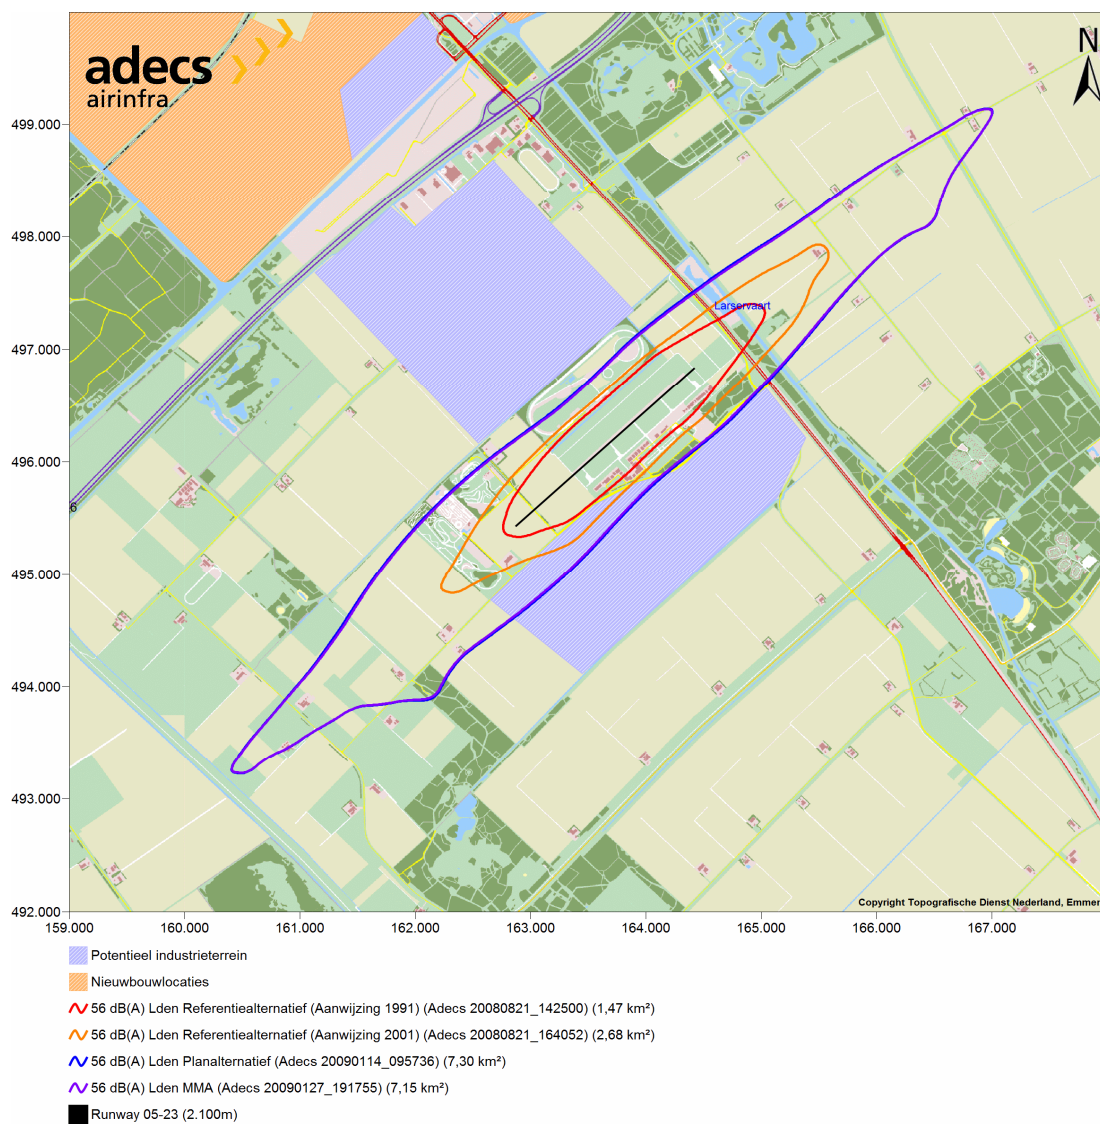 adecs
airinfra
N
499.000
498.000
Larservaart
497.000
496.000
6
495.000
494.000
493.000
492.000
Copyright Topografische Dienst Nederland, Emmen
159.000 160.000 161.000 162.000 163.000 164.000 165.000 166.000 167.000
Potentieel industrieterrein
Nieuwbouwlocaties
56 dB(A) Lden Referentiealternatief (Aanwijzing 1991) (Adecs 20080821_142500) (1,47 km²)
56 dB(A) Lden Referentiealternatief (Aanwijzing 2001) (Adecs 20080821_164052) (2,68 km²)
56 dB(A) Lden Planalternatief (Adecs 20090114_095736) (7,30 km²)
56 dB(A) Lden MMA (Adecs 20090127_191755) (7,15 km²)
Runway 05-23 (2.100m)